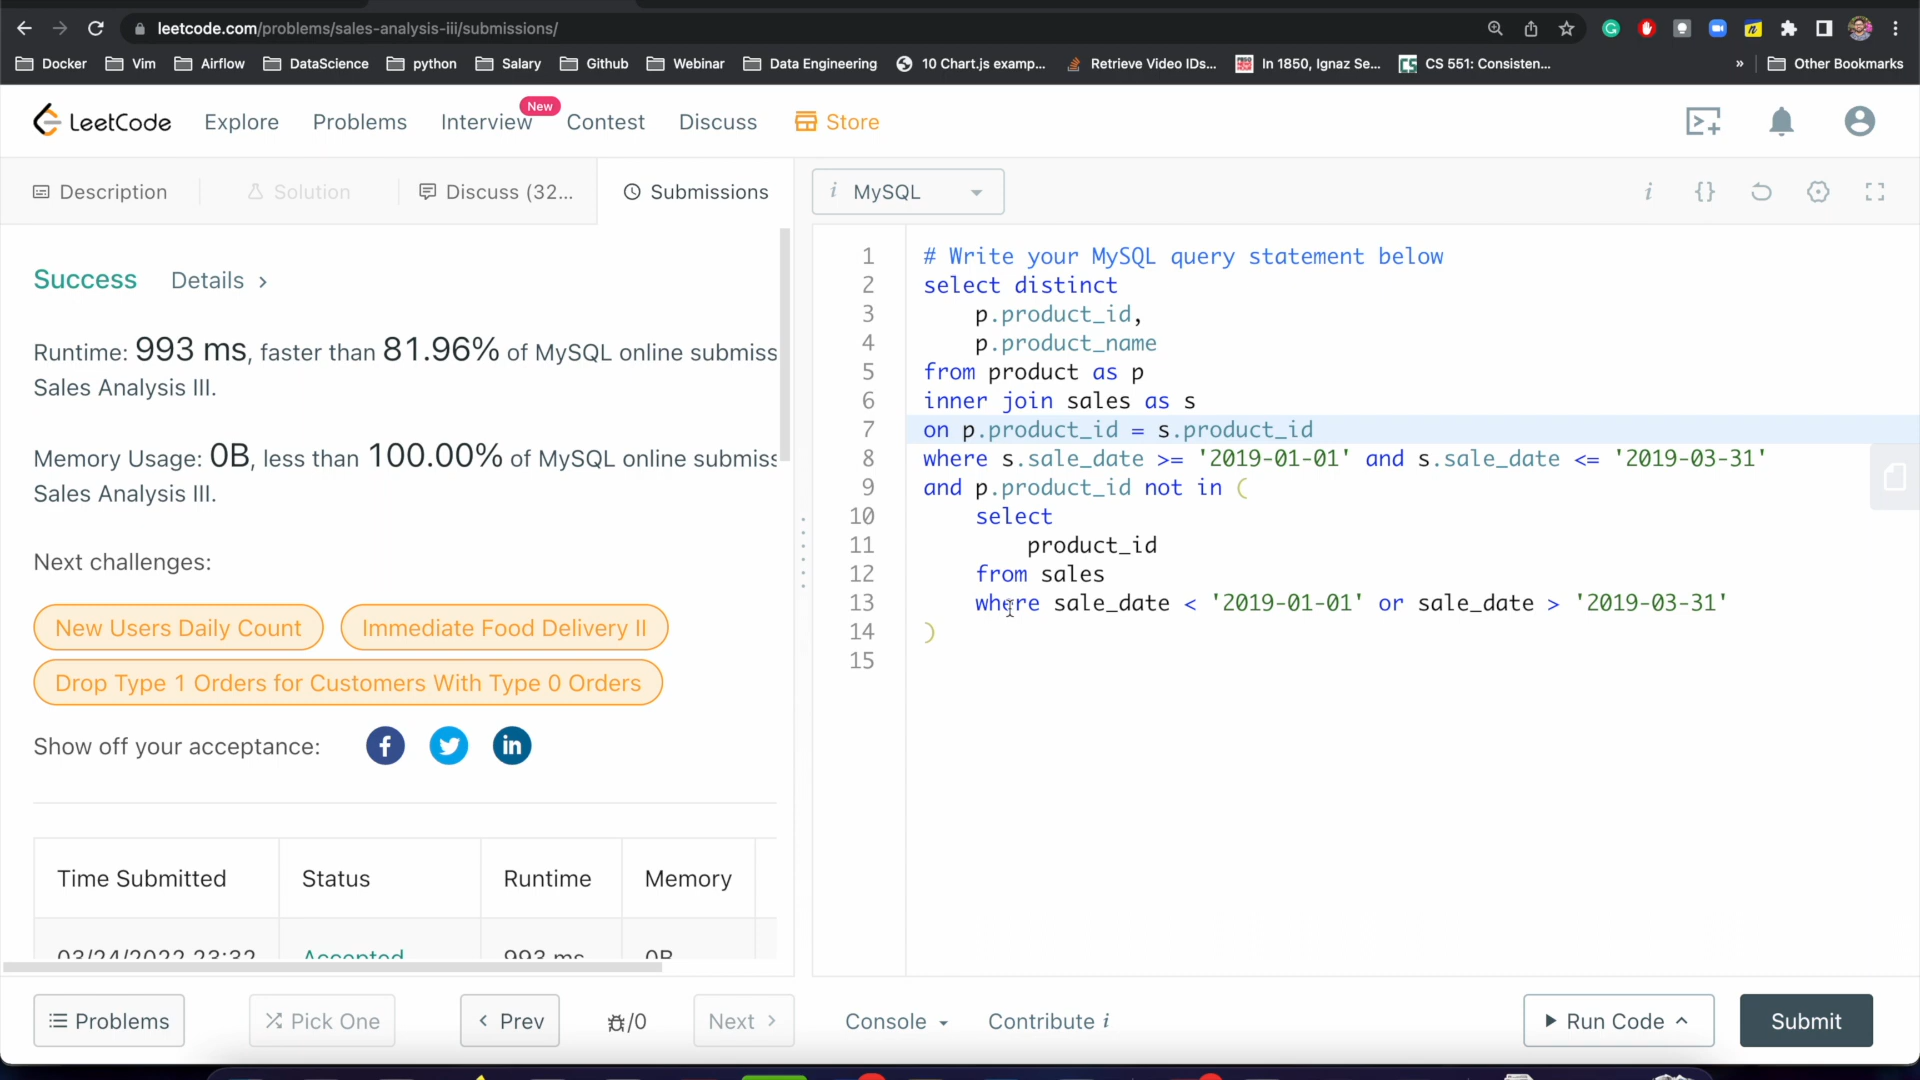 leetcode.com/problems/sales-analysis-iii/submissions/
Docker Vim Airflow DataScience python Salary Github Webinar Data Engineering 10 Chart.js examp... Retrieve Video IDs... In 1850, Ignaz Se... CS 551: Consisten... » Other Bookmarks
LeetCode Explore Problems Interview New Contest Discuss Store
Description Solution Discuss (32... Submissions
i MySQL
Success Details >
Runtime: 993 ms, faster than 81.96% of MySQL online submiss
Sales Analysis III.
Memory Usage: 0B, less than 100.00% of MySQL online submiss
Sales Analysis III.
Next challenges:
New Users Daily Count Immediate Food Delivery II
Drop Type 1 Orders for Customers With Type 0 Orders
Show off your acceptance:
Time Submitted Status Runtime Memory
03/24/2022 23:32 Accepted 993 ms 0B
1 # Write your MySQL query statement below
2 select distinct
3 p.product_id,
4 p.product_name
5 from product as p
6 inner join sales as s
7 on p.product_id = s.product_id
8 where s.sale_date >= '2019-01-01' and s.sale_date <= '2019-03-31'
9 and p.product_id not in (
10 select
11 product_id
12 from sales
13 where sale_date < '2019-01-01' or sale_date > '2019-03-31'
14 )
15
Problems Pick One < Prev /0 Next > Console Contribute i Run Code Submit